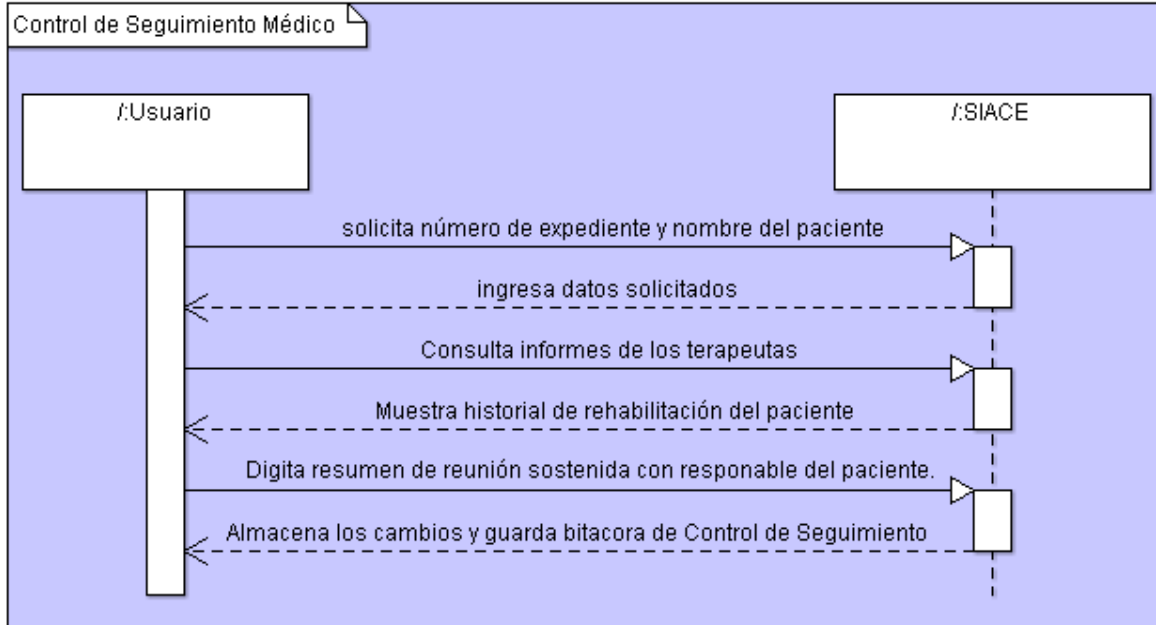 Control de Seguimiento Médico
/:Usuario
/:SIACE
solicita número de expediente y nombre del paciente
ingresa datos solicitados
Consulta informes de los terapeutas
Muestra historial de rehabilitación del paciente
Digita resumen de reunión sostenida con responable del paciente.
Almacena los cambios y guarda bitacora de Control de Seguimiento